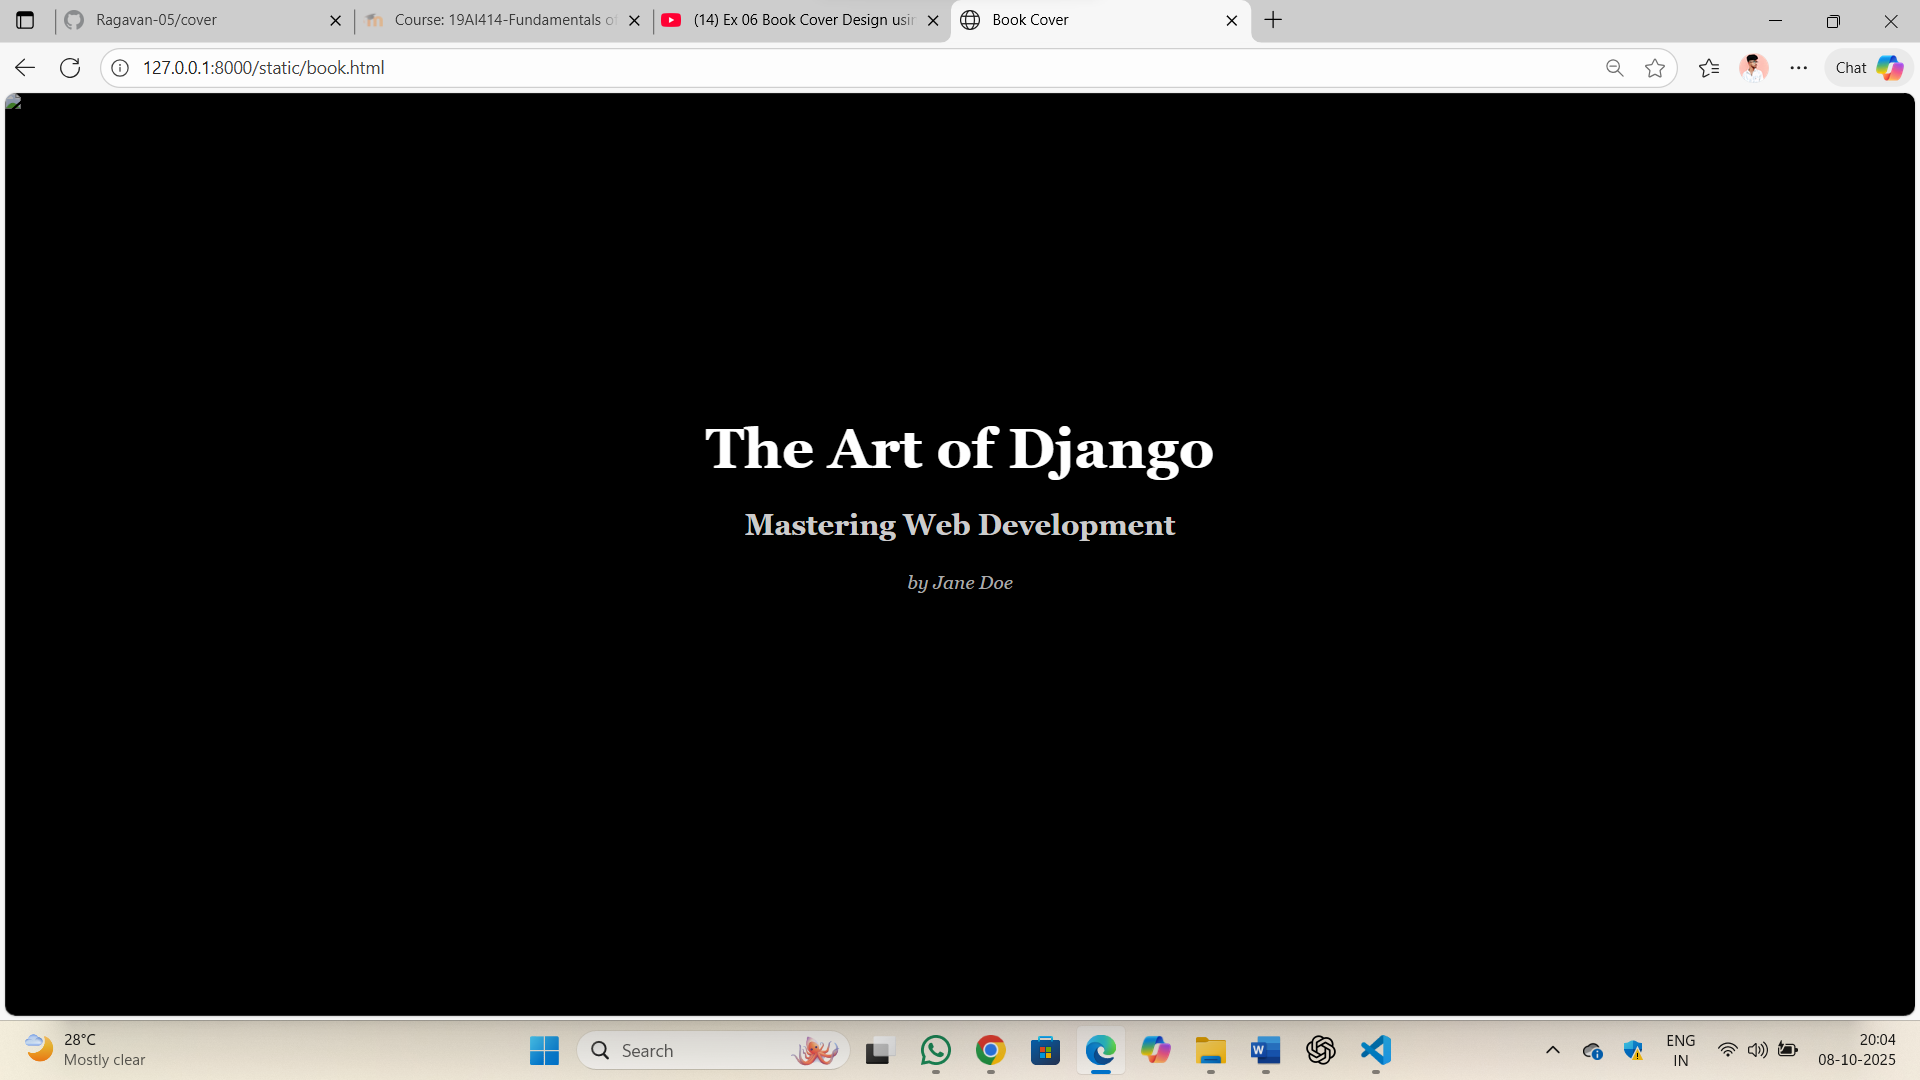 Ragavan-05/cover
Course: 19AI414-Fundamentals of
(14) Ex 06 Book Cover Design usin
Book Cover
127.0.0.1:8000/static/book.html
Chat
The Art of Django
Mastering Web Development
by Jane Doe
28°C
Mostly clear
Search
ENG
IN
20:04
08-10-2025